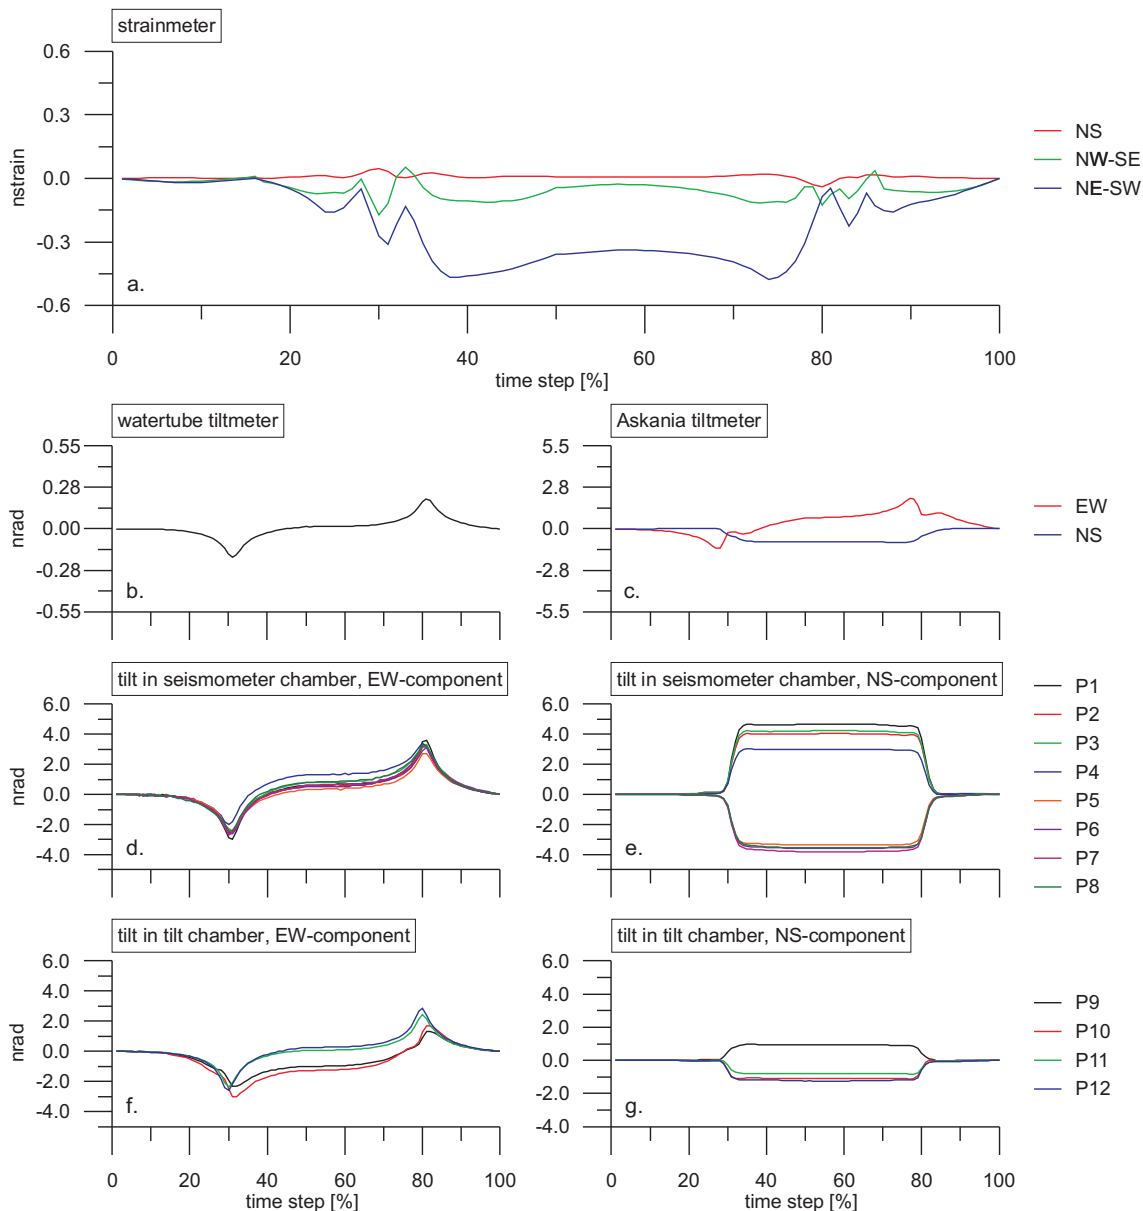 strainmeter
0.6
0.3
0.0
-0.3
-0.6
nstrain
a.
NS
NW-SE
NE-SW
0
20
40
60
80
100
time step [%]
watertube tiltmeter
0.55
0.28
0.00
-0.28
-0.55
nrad
b.
Askania tiltmeter
5.5
2.8
0.0
-2.8
-5.5
c.
EW
NS
tilt in seismometer chamber, EW-component
6.0
4.0
2.0
0.0
-2.0
-4.0
nrad
d.
tilt in seismometer chamber, NS-component
6.0
4.0
2.0
0.0
-2.0
-4.0
e.
P1
P2
P3
P4
P5
P6
P7
P8
tilt in tilt chamber, EW-component
6.0
4.0
2.0
0.0
-2.0
-4.0
nrad
f.
0
20
40
60
80
100
time step [%]
tilt in tilt chamber, NS-component
6.0
4.0
2.0
0.0
-2.0
-4.0
g.
0
20
40
60
80
100
time step [%]
P9
P10
P11
P12